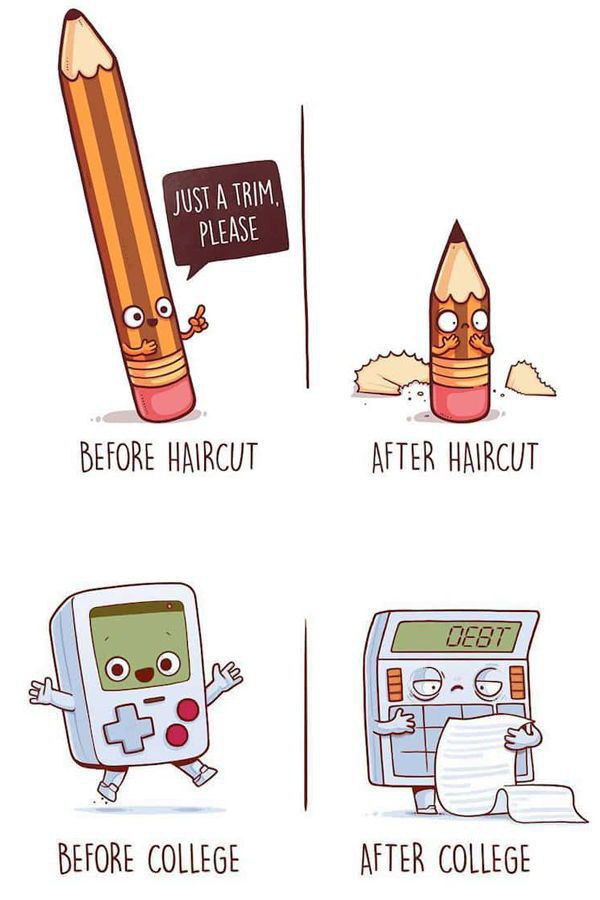 JUST A TRIM,
PLEASE
BEFORE HAIRCUT
AFTER HAIRCUT
DEBT
BEFORE COLLEGE
AFTER COLLEGE